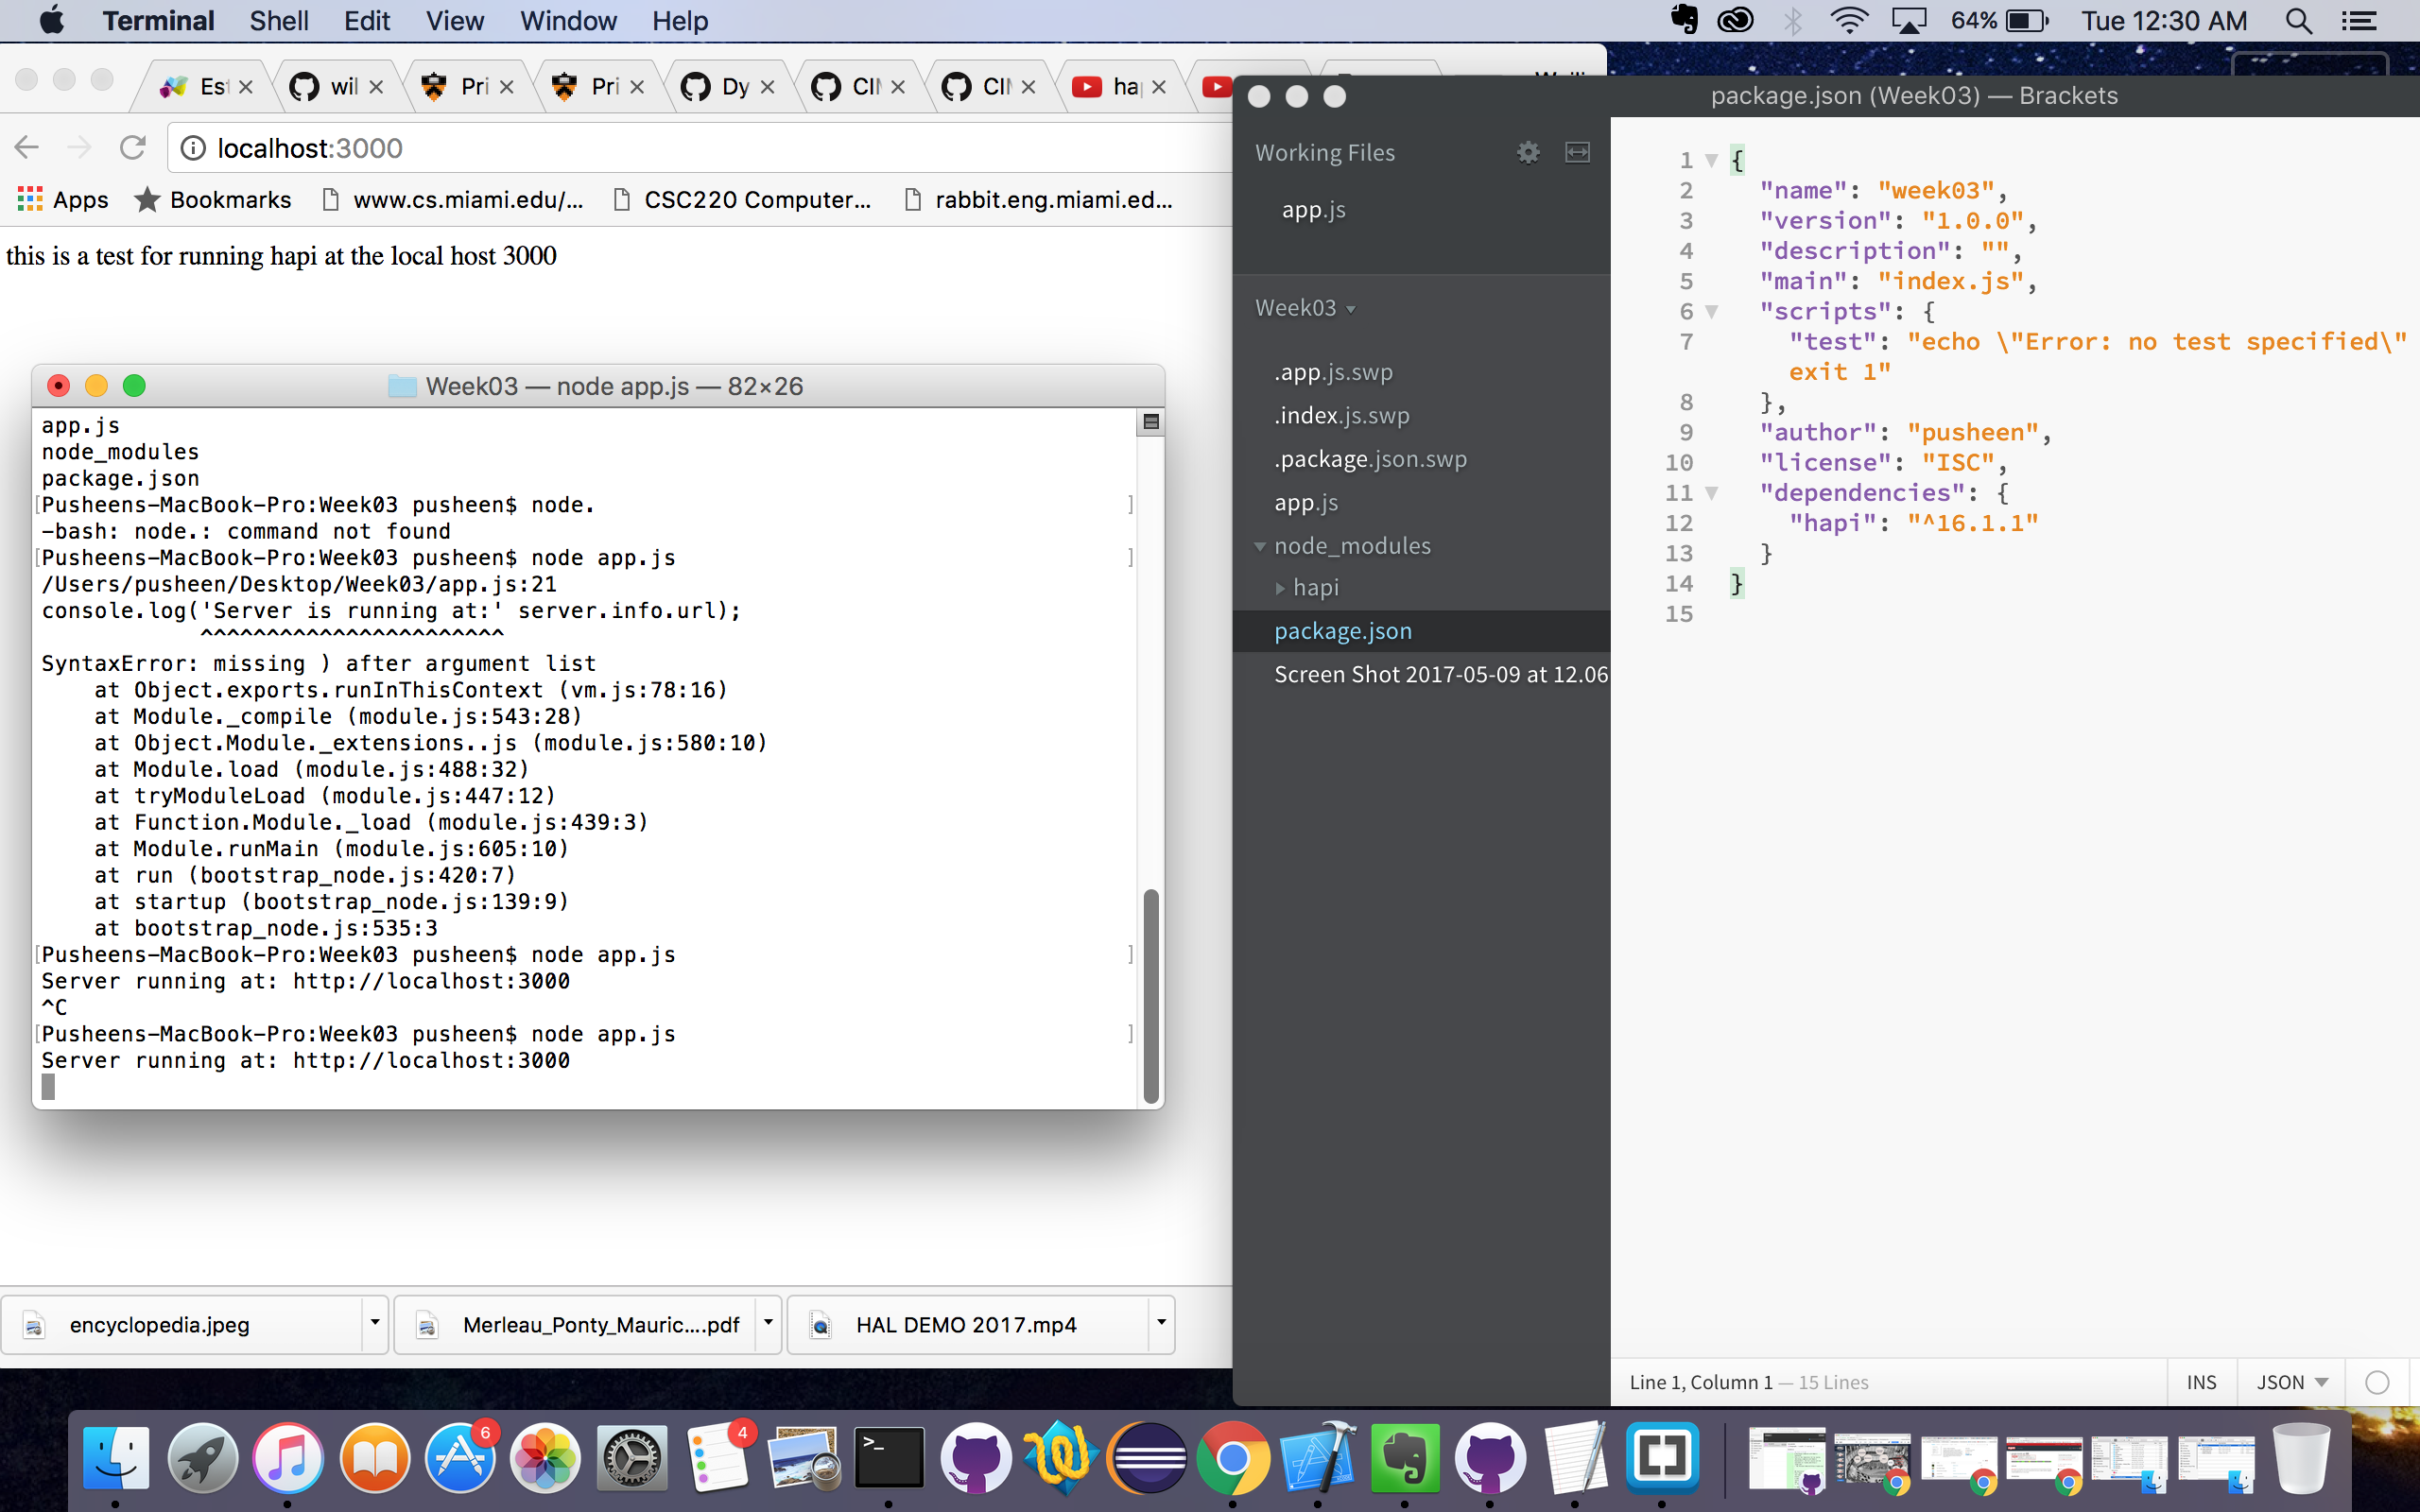 Terminal Shell Edit View Window Help 64% Tue 12:30 AM
Est wil Pri Pri Dy CIN CIN ha
localhost:3000
Apps Bookmarks www.cs.miami.edu/... CSC220 Computer... rabbit.eng.miami.ed...
this is a test for running hapi at the local host 3000
Week03 — node app.js — 82×26
app.js
node_modules
package.json
[Pusheens-MacBook-Pro:Week03 pusheen$ node. ]
-bash: node.: command not found
[Pusheens-MacBook-Pro:Week03 pusheen$ node app.js ]
/Users/pusheen/Desktop/Week03/app.js:21
console.log('Server is running at:' server.info.url);
^^^^^^^^^^^^^^^^^^^^^^^
SyntaxError: missing ) after argument list
at Object.exports.runInThisContext (vm.js:78:16)
at Module._compile (module.js:543:28)
at Object.Module._extensions..js (module.js:580:10)
at Module.load (module.js:488:32)
at tryModuleLoad (module.js:447:12)
at Function.Module._load (module.js:439:3)
at Module.runMain (module.js:605:10)
at run (bootstrap_node.js:420:7)
at startup (bootstrap_node.js:139:9)
at bootstrap_node.js:535:3
[Pusheens-MacBook-Pro:Week03 pusheen$ node app.js ]
Server running at: http://localhost:3000
^C
[Pusheens-MacBook-Pro:Week03 pusheen$ node app.js ]
Server running at: http://localhost:3000
encyclopedia.jpeg Merleau_Ponty_Mauric....pdf HAL DEMO 2017.mp4
package.json (Week03) — Brackets
Working Files
app.js
Week03
.app.js.swp
.index.js.swp
.package.json.swp
app.js
node_modules
hapi
package.json
Screen Shot 2017-05-09 at 12.06
1 {
2 "name": "week03",
3 "version": "1.0.0",
4 "description": "",
5 "main": "index.js",
6 "scripts": {
7 "test": "echo \"Error: no test specified\"
exit 1"
8 },
9 "author": "pusheen",
10 "license": "ISC",
11 "dependencies": {
12 "hapi": "^16.1.1"
13 }
14 }
15
Line 1, Column 1 — 15 Lines INS JSON
6 4 >_